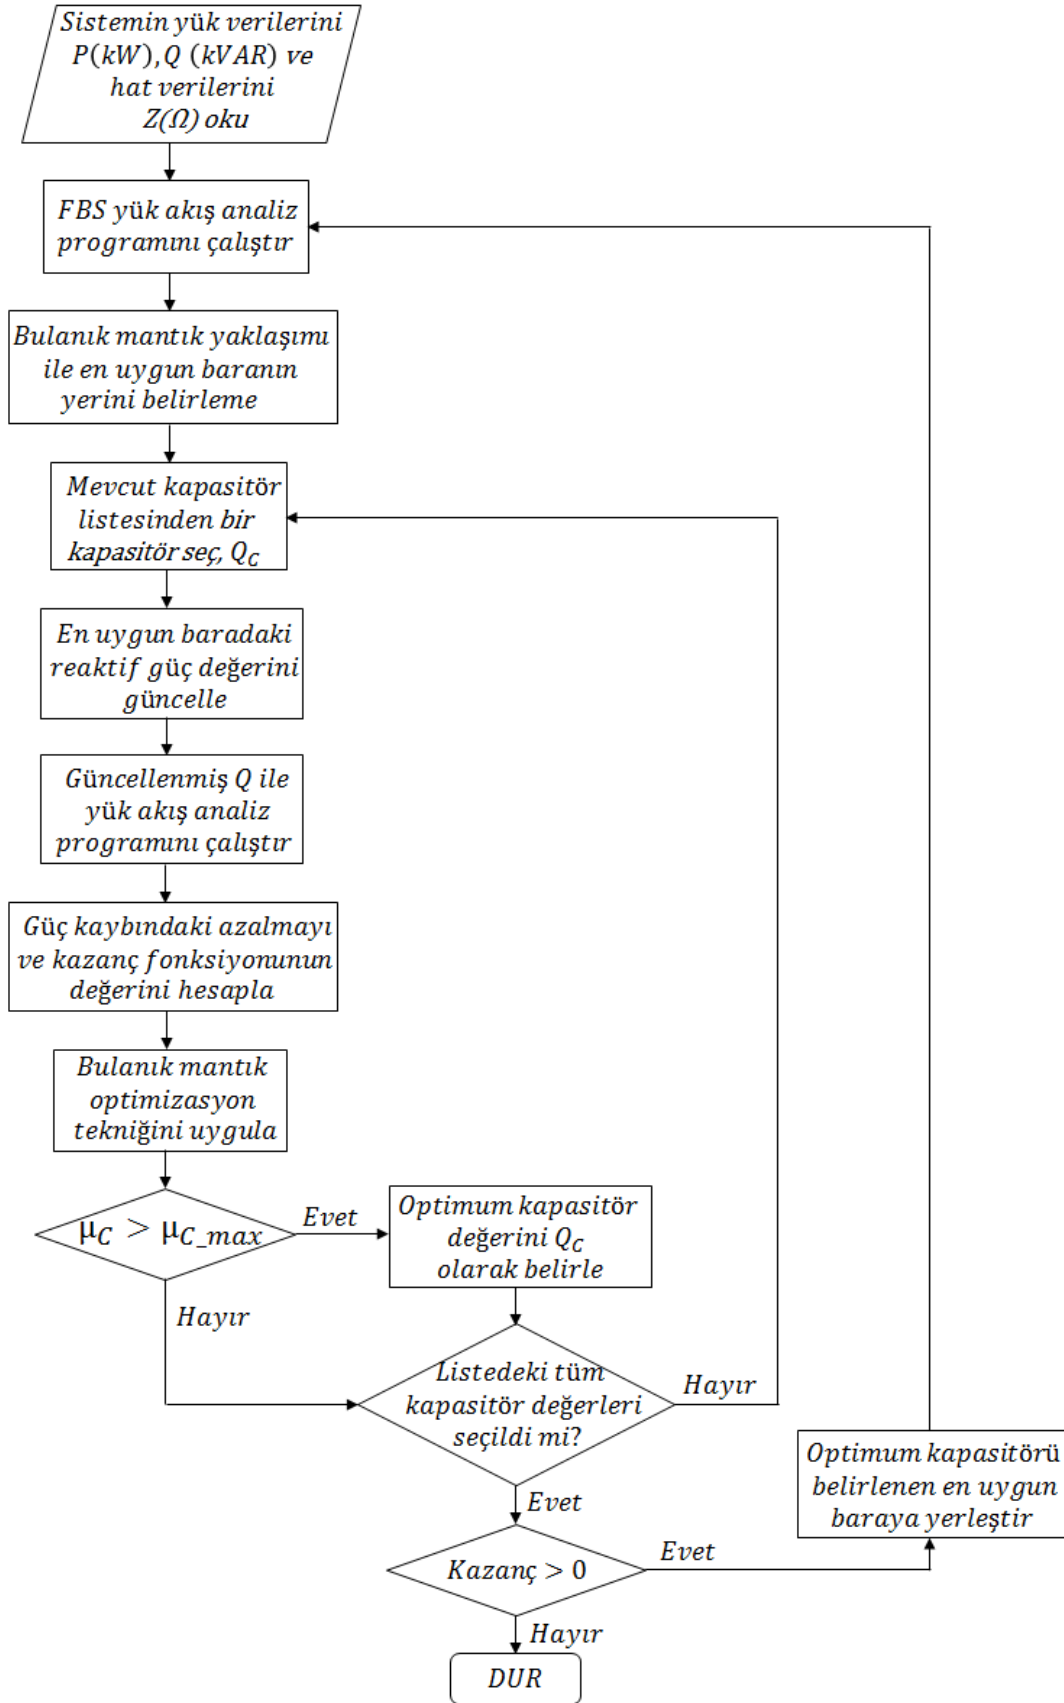 Sistemin yük verilerini
P(kW),Q (kVAR) ve
hat verilerini
Z(Ω) oku
FBS yük akış analiz
programını çalıştır
Bulanık mantık yaklaşımı
ile en uygun baranın
yerini belirleme
Mevcut kapasitör
listesinden bir
kapasitör seç, Q_C
En uygun baradaki
reaktif güç değerini
güncelle
Güncellenmiş Q ile
yük akış analiz
programını çalıştır
Güç kaybındaki azalmayı
ve kazanç fonksiyonunun
değerini hesapla
Bulanık mantık
optimizasyon
tekniğini uygula
μ_C > μ_{C_max}
Evet
Optimum kapasitör
değerini Q_C
olarak belirle
Hayır
Listedeki tüm
kapasitör değerleri
seçildi mi?
Hayır
Evet
Optimum kapasitörü
belirlenen en uygun
baraya yerleştir
Kazanç > 0
Evet
Hayır
DUR